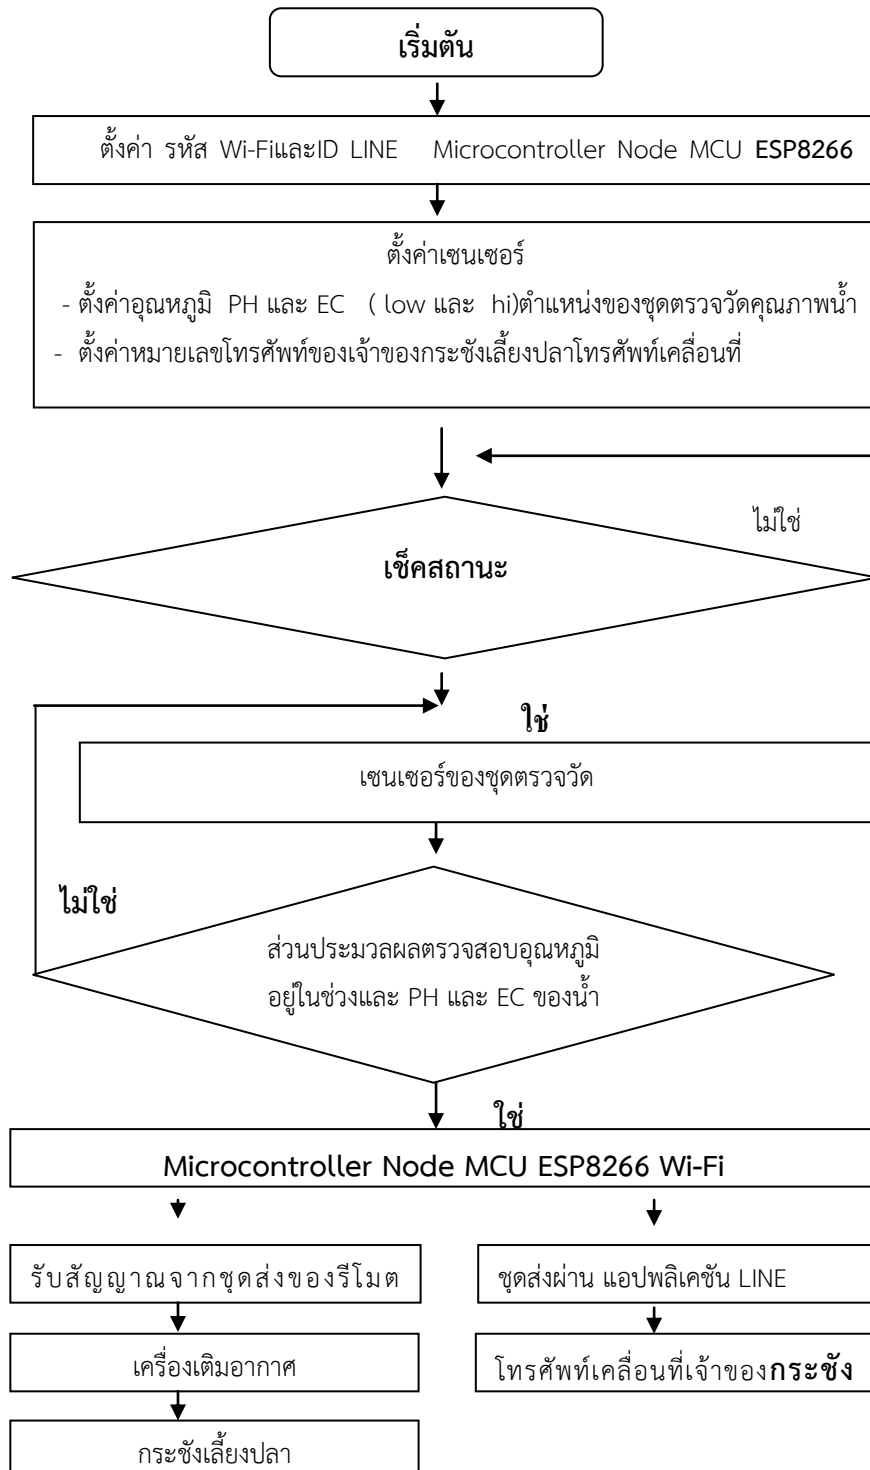 เริ่มต้น
ตั้งค่า รหัส Wi-Fiและ ID LINE Microcontroller Node MCU ESP8266
ตั้งค่าเซนเซอร์
- ตั้งค่าอุณหภูมิ PH และ EC ( low และ hi)ตำแหน่งของชุดตรวจวัดคุณภาพน้ำ
- ตั้งค่าหมายเลขโทรศัพท์ของเจ้าของกระชังเลี้ยงปลาโทรศัพท์เคลื่อนที่
ไม่ใช่
เช็คสถานะ
ใช่
เซนเซอร์ของชุดตรวจวัด
ไม่ใช่
ส่วนประมวลผลตรวจสอบอุณหภูมิ
อยู่ในช่วงและ PH และ EC ของน้ำ
ใช่
Microcontroller Node MCU ESP8266 Wi-Fi
รับสัญญาณจากชุดส่งของรีโมต
ชุดส่งผ่าน แอปพลิเคชัน LINE
เครื่องเติมอากาศ
โทรศัพท์เคลื่อนที่เจ้าของกระชัง
กระชังเลี้ยงปลา